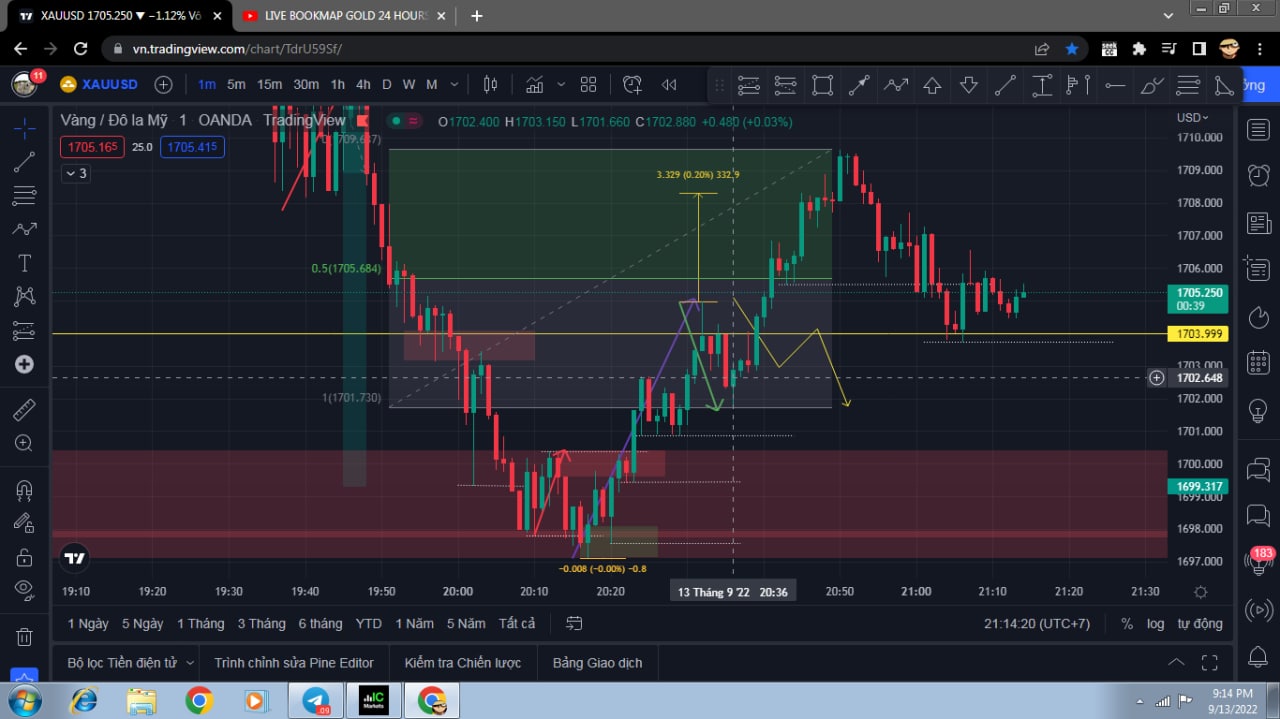 XAUUSD 1705.250 ▼ −1.12% Vô
LIVE BOOKMAP GOLD 24 HOURS
vn.tradingview.com/chart/TdrU59Sf/
seek CC
11
XAUUSD
1m 5m 15m 30m 1h 4h D W M
ộng
Vàng / Đô la Mỹ · 1 · OANDA · TradingView
O1702.400 H1703.150 L1701.660 C1702.880 +0.480 (+0.03%)
USD
1705.165 25.0 1705.415
3
1710.000
1709.000
1708.000
1707.000
1706.000
1705.250
00:39
1703.999
1703.000
1702.648
1702.000
1701.000
1700.000
1699.317
1699.000
1698.000
1697.000
3.329 (0.20%) 332.9
0.5(1705.684)
1(1701.730)
−0.008 (−0.00%) −0.8
183
19:10 19:20 19:30 19:40 19:50 20:00 20:10 20:20 13 Tháng 9 '22 20:36 20:50 21:00 21:10 21:20 21:30
1 Ngày 5 Ngày 1 Tháng 3 Tháng 6 tháng YTD 1 Năm 5 Năm Tất cả
21:14:20 (UTC+7) % log tự động
Bộ lọc Tiền điện tử Trình chỉnh sửa Pine Editor Kiểm tra Chiến lược Bảng Giao dịch
.09
IC
Markets
9:14 PM
9/13/2022